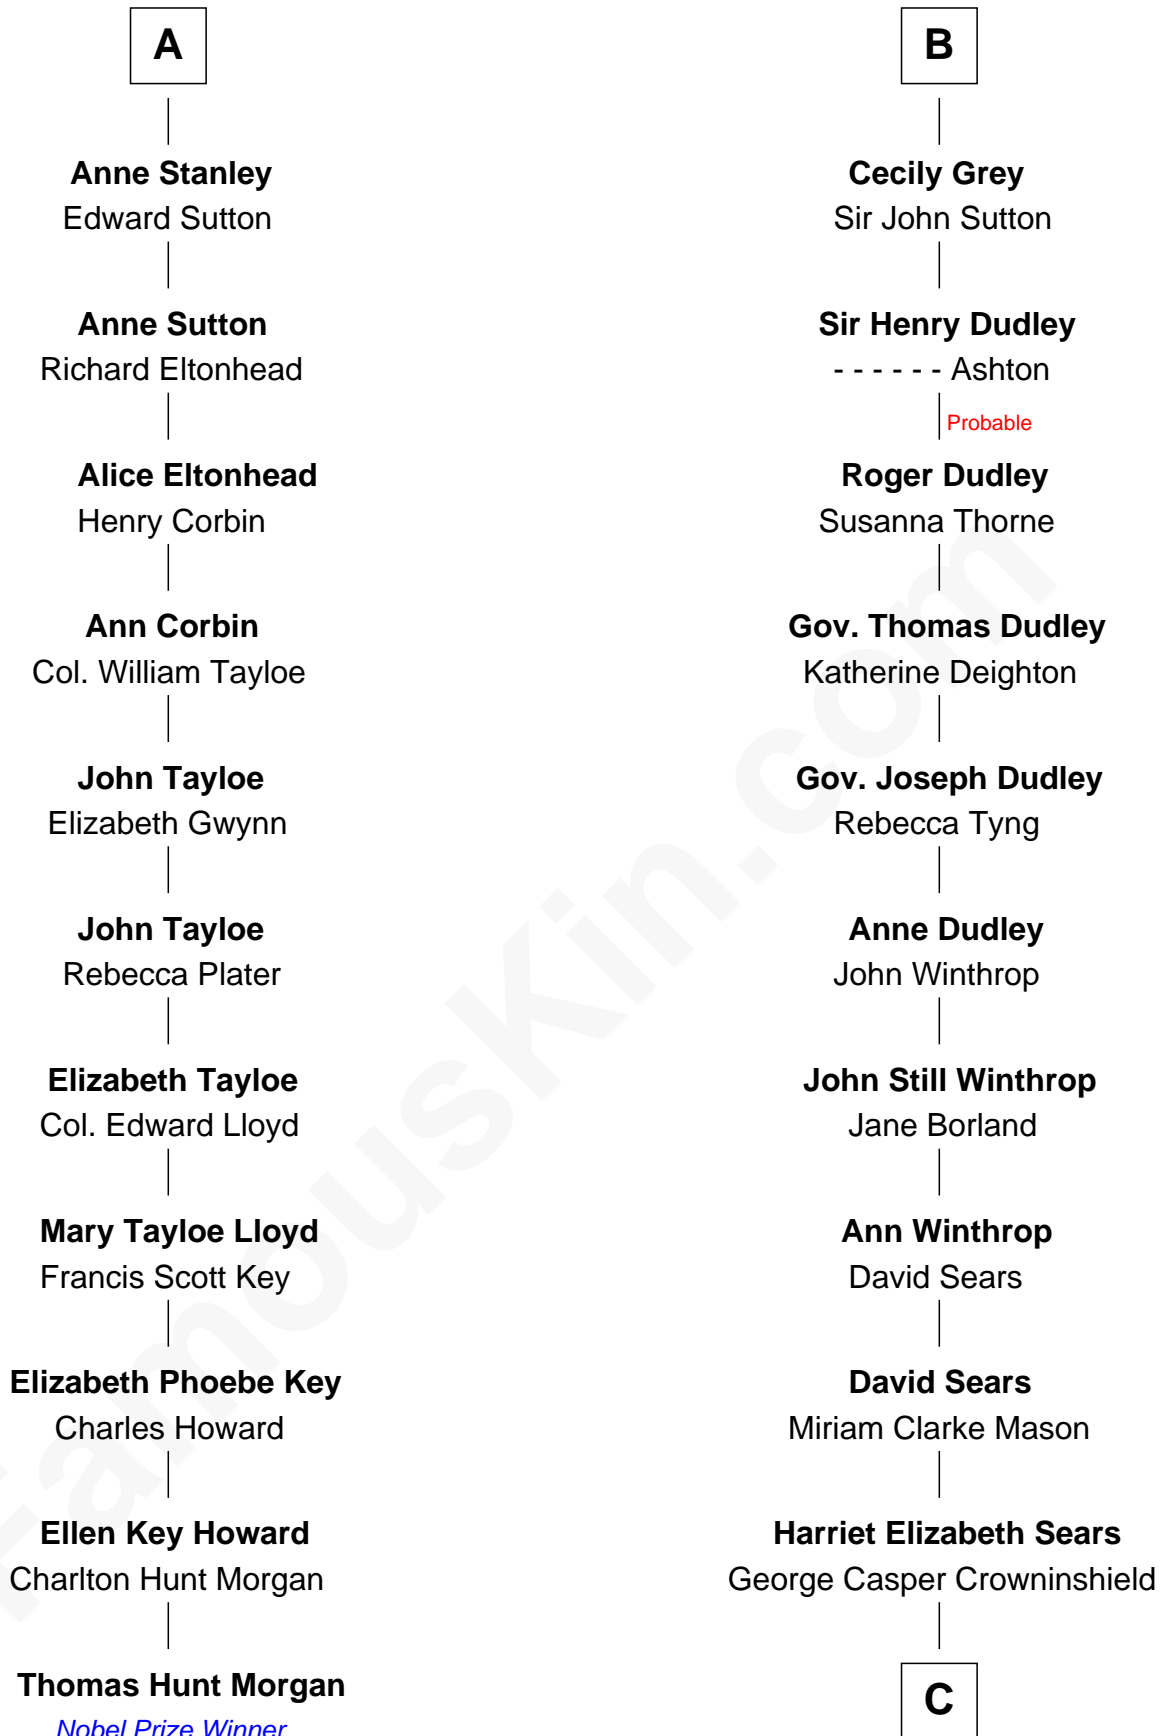 A
Anne Stanley
Edward Sutton
Anne Sutton
Richard Eltonhead
Alice Eltonhead
Henry Corbin
Ann Corbin
Col. William Tayloe
John Tayloe
Elizabeth Gwynn
John Tayloe
Rebecca Plater
Elizabeth Tayloe
Col. Edward Lloyd
Mary Tayloe Lloyd
Francis Scott Key
Elizabeth Phoebe Key
Charles Howard
Ellen Key Howard
Charlton Hunt Morgan
Thomas Hunt Morgan
Nobel Prize Winner
B
Cecily Grey
Sir John Sutton
Sir Henry Dudley
- - - - - - Ashton
Probable
Roger Dudley
Susanna Thorne
Gov. Thomas Dudley
Katherine Deighton
Gov. Joseph Dudley
Rebecca Tyng
Anne Dudley
John Winthrop
John Still Winthrop
Jane Borland
Ann Winthrop
David Sears
David Sears
Miriam Clarke Mason
Harriet Elizabeth Sears
George Casper Crowninshield
C
FamousKin.com